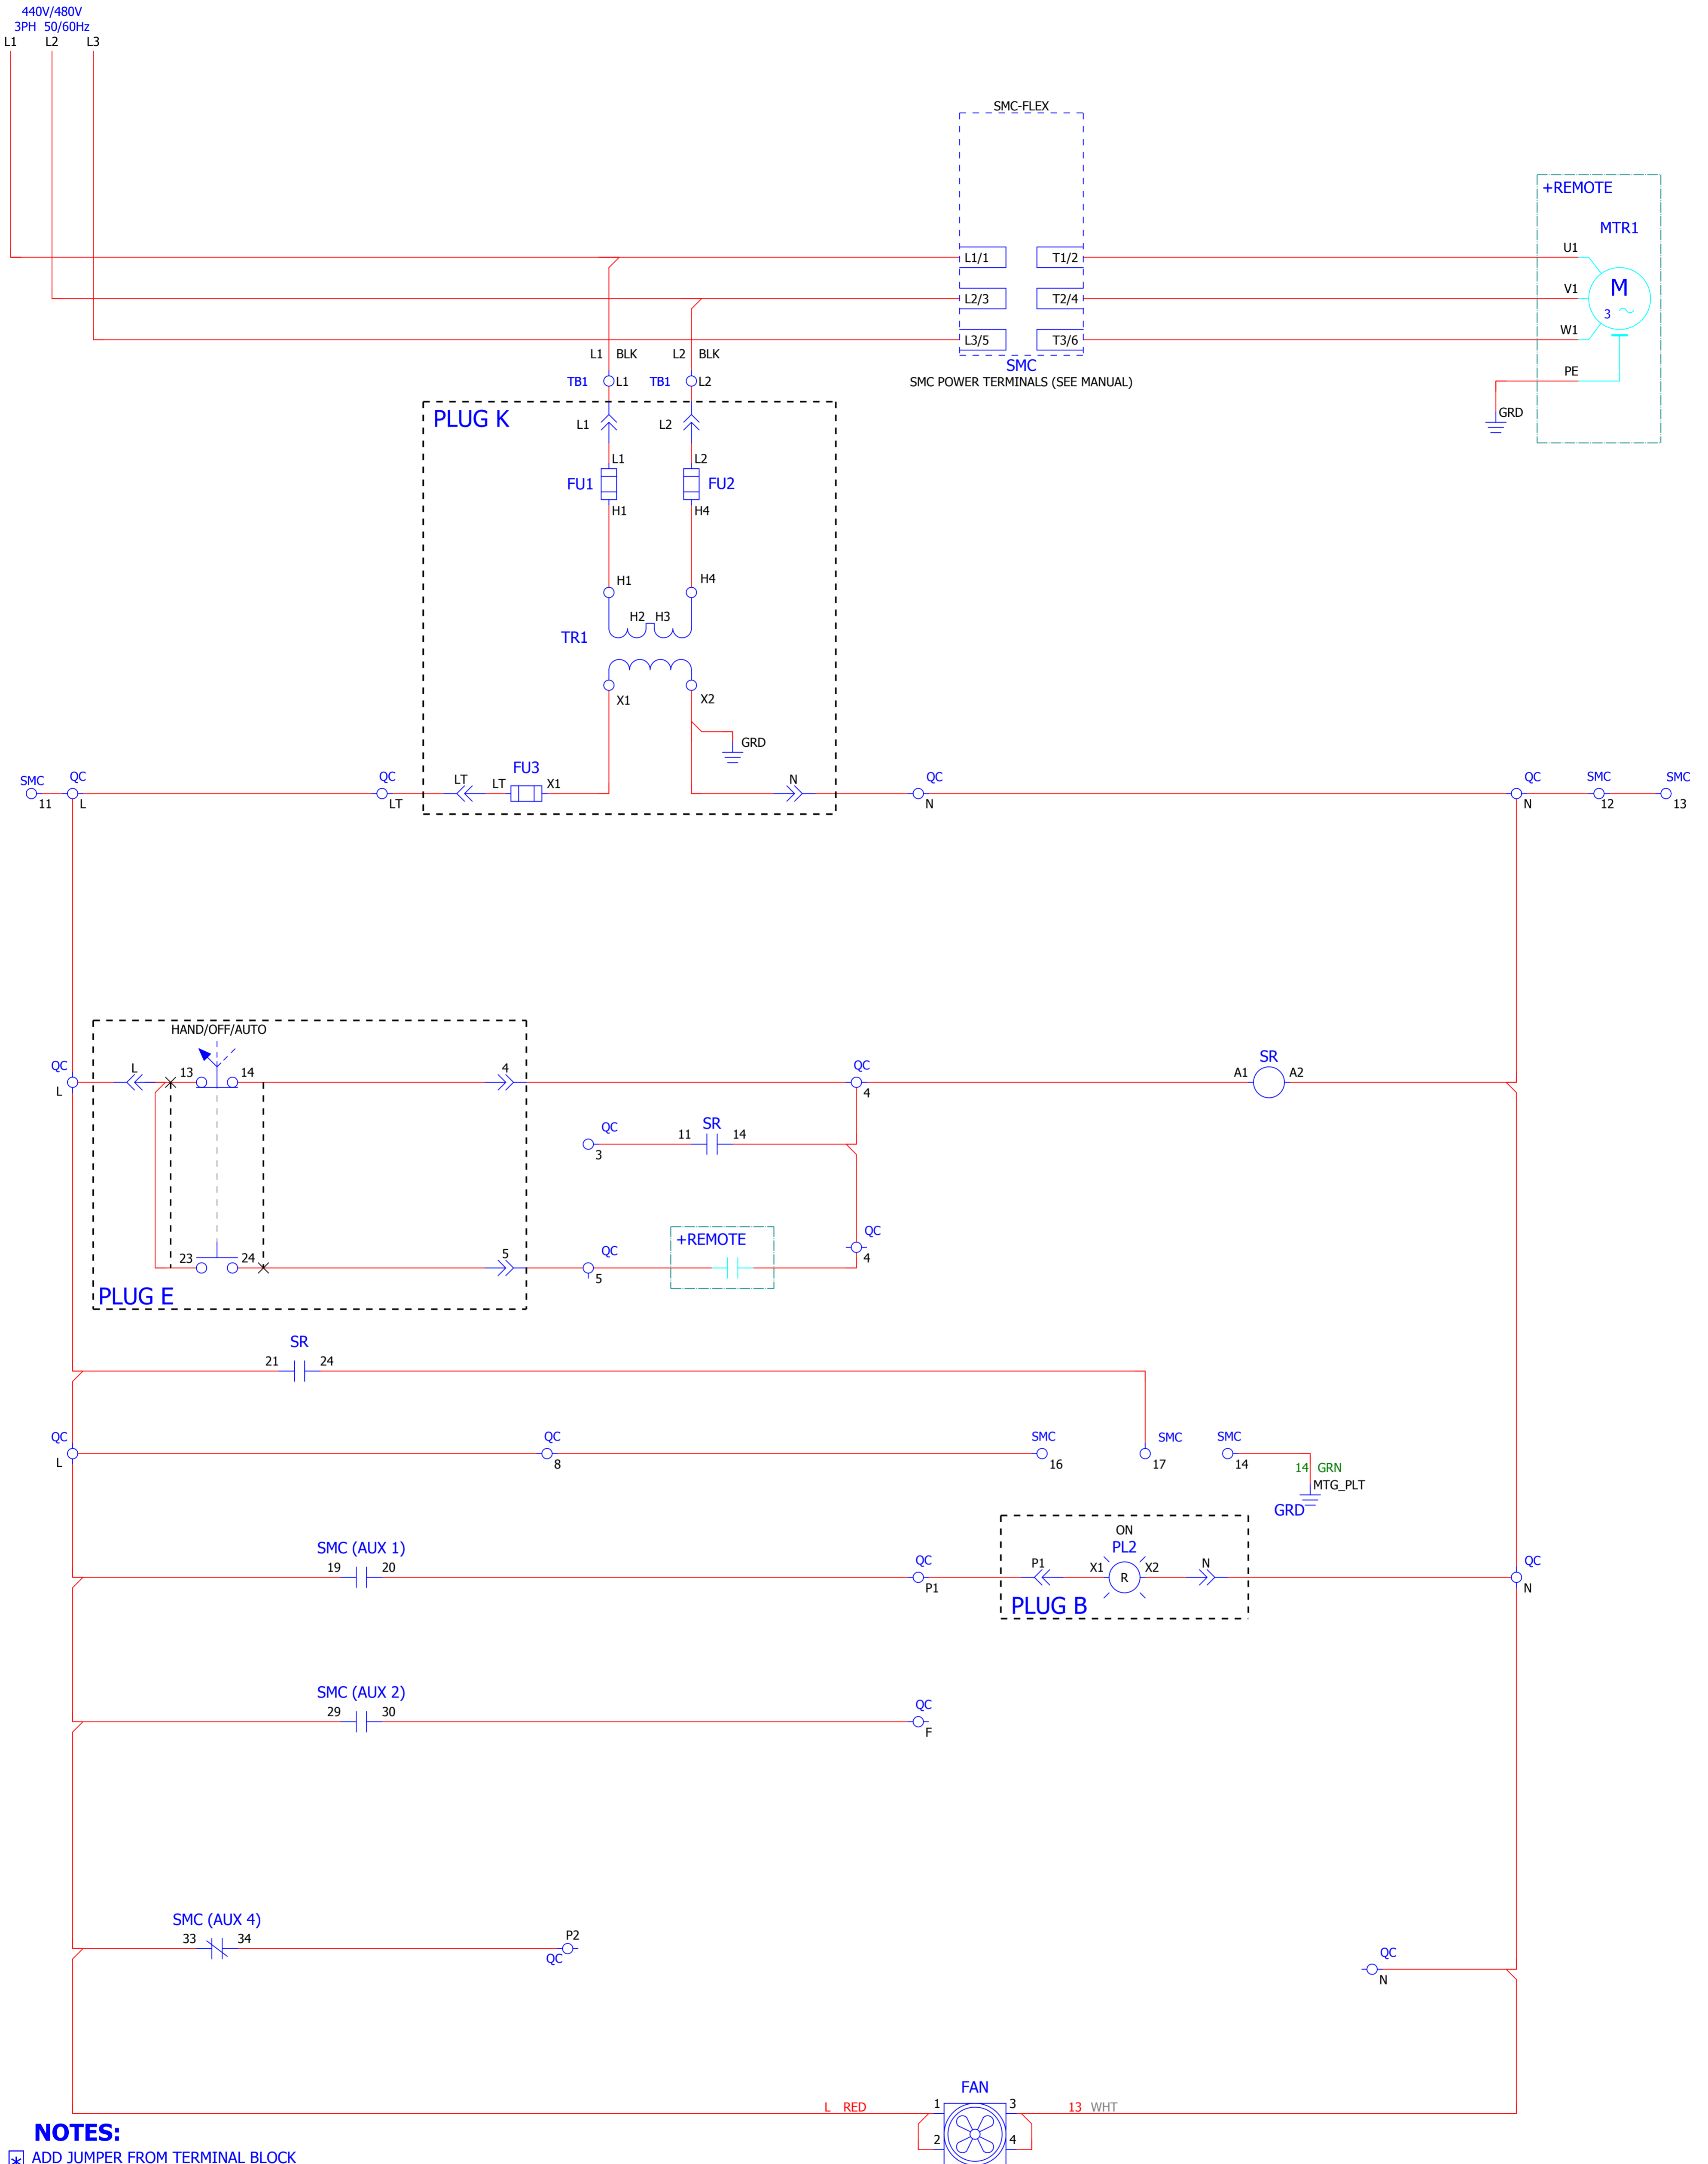 440V/480V
3PH 50/60Hz
L1 L2 L3
SMC-FLEX
+REMOTE
MTR1
U1
L1/1 T1/2
M
3
V1
L2/3 T2/4
W1
L3/5 T3/6
L1 BLK L2 BLK
SMC
SMC POWER TERMINALS (SEE MANUAL)
PE
GRD
TB1 L1 TB1 L2
PLUG K
L1 L2
L1 L2
FU1 FU2
H1 H4
H1 H4
H2 H3
TR1
X1 X2
GRD
FU3
SMC QC QC LT LT X1 N QC QC SMC SMC
11 L LT N N 12 13
HAND/OFF/AUTO
QC L 13 14 4 QC SR
A1 A2
L 4
QC 11 SR 14
3
QC
+REMOTE
4
23 24 5 QC
5
PLUG E
SR
21 24
QC QC SMC SMC SMC
L 8 16 17 14
14 GRN
MTG_PLT
GRD
ON
SMC (AUX 1) PL2
19 20 QC P1 X1 R X2 N QC
P1 N
PLUG B
SMC (AUX 2)
29 30 QC
F
SMC (AUX 4)
33 34 P2
QC
QC
N
FAN
L RED 1 3 13 WHT
2 4
NOTES:
* ADD JUMPER FROM TERMINAL BLOCK